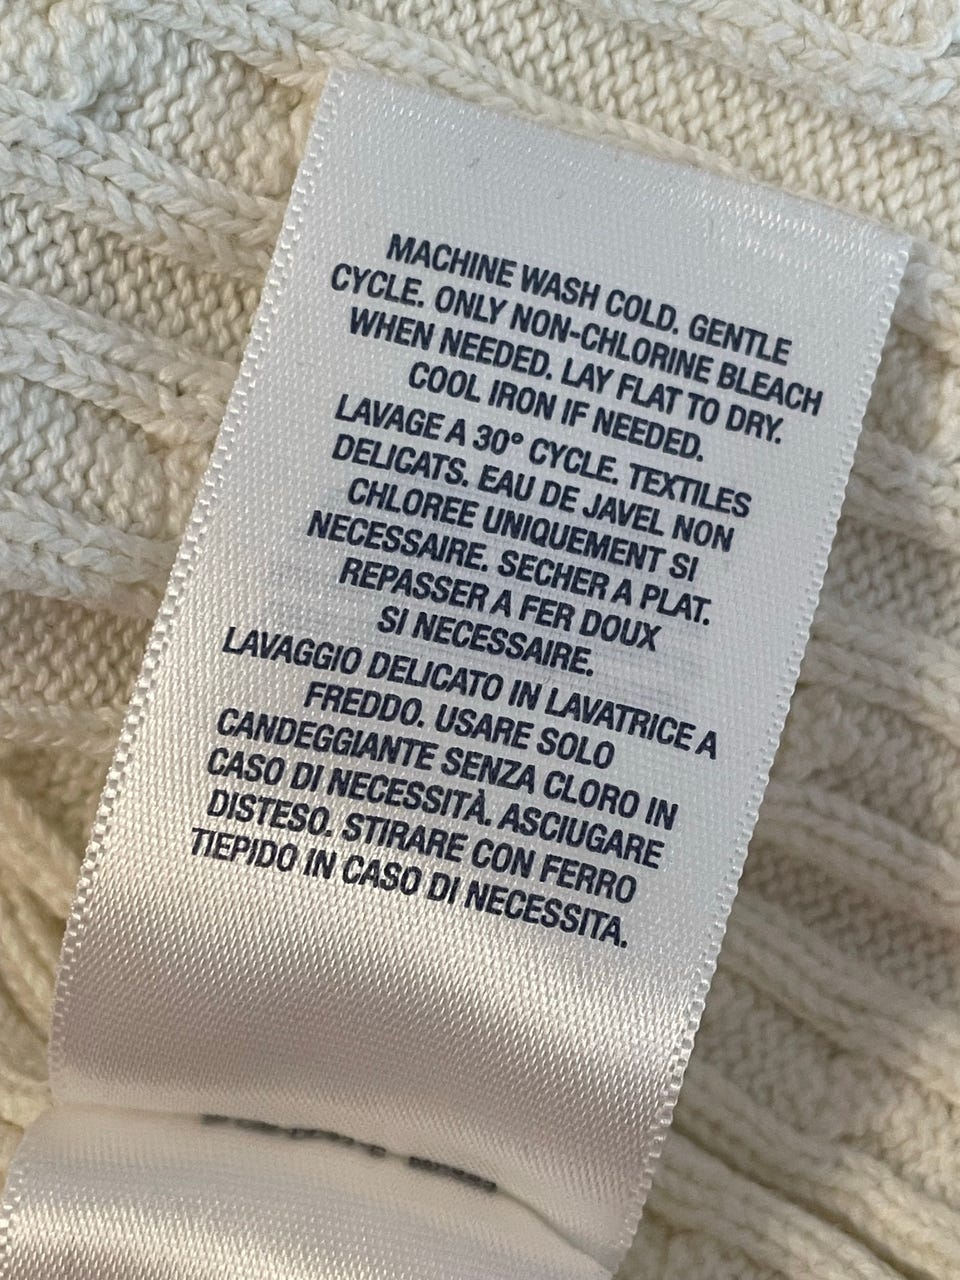 MACHINE WASH COLD. GENTLE
CYCLE. ONLY NON-CHLORINE BLEACH
WHEN NEEDED. LAY FLAT TO DRY.
COOL IRON IF NEEDED.
LAVAGE A 30° CYCLE. TEXTILES
DELICATS. EAU DE JAVEL NON
CHLOREE UNIQUEMENT SI
NECESSAIRE. SECHER A PLAT.
REPASSER A FER DOUX
SI NECESSAIRE.
LAVAGGIO DELICATO IN LAVATRICE A
FREDDO. USARE SOLO
CANDEGGIANTE SENZA CLORO IN
CASO DI NECESSITÀ. ASCIUGARE
DISTESO. STIRARE CON FERRO
TIEPIDO IN CASO DI NECESSITA.